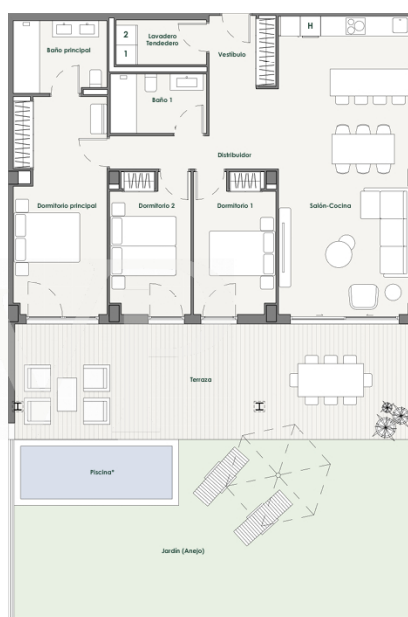 Baño principal
2
1
Lavadero
Tendedero
Vestíbulo
H
Baño 1
Distribuidor
Dormitorio principal
Dormitorio 2
Dormitorio 1
Salón-Cocina
Terraza
Piscina*
Jardín (Anejo)